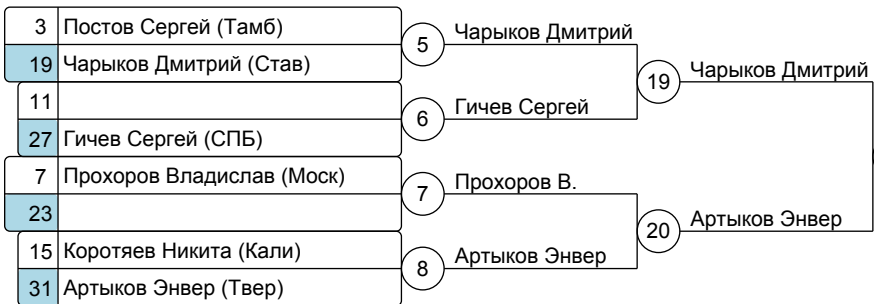 3 Постов Сергей (Тамб)
5 Чарыков Дмитрий
19 Чарыков Дмитрий (Став)
19 Чарыков Дмитрий
11
6 Гичев Сергей
27 Гичев Сергей (СПБ)
7 Прохоров Владислав (Моск)
7 Прохоров В.
23
20 Артыков Энвер
15 Коротяев Никита (Кали)
8 Артыков Энвер
31 Артыков Энвер (Твер)